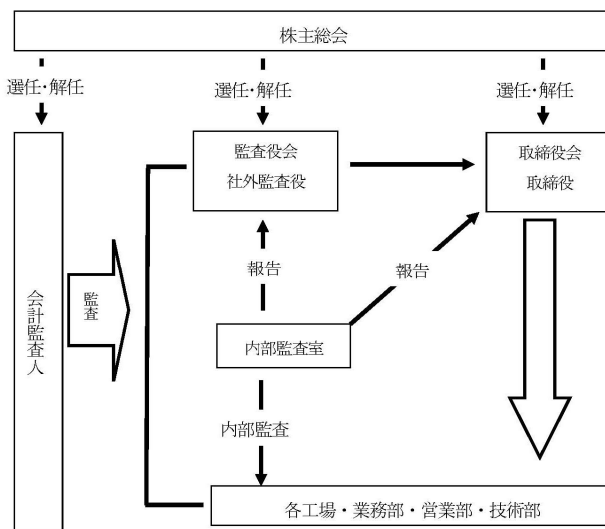 株主総会
選任・解任
選任・解任
選任・解任
監査役会
社外監査役
取締役会
取締役
報告
報告
会計監査人
監査
内部監査室
内部監査
各工場・業務部・営業部・技術部